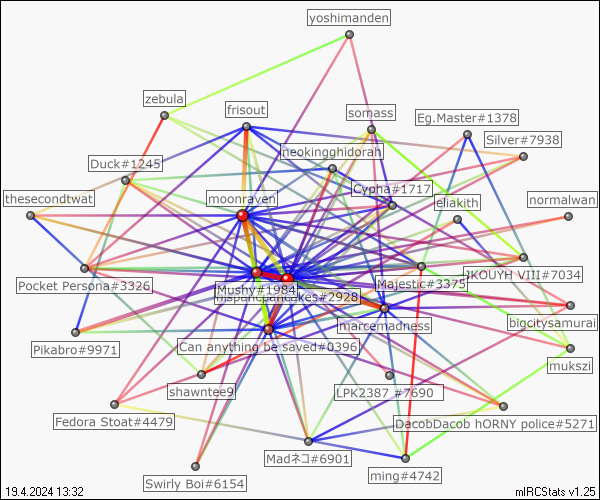 yoshimanden
zebula
frisout
somass
Eg.Master#1378
Silver#7938
neokingghidorah
Duck#1245
Cypha#1717
thesecondtwat
moonraven
eliakith
normalwan
Pocket Persona#3326
Mushy#1984
Majestic#3375
JKOUYH VIII#7034
mspancpancakes#2928
marcemadness
bigcitysamurai
Pikabro#9971
Can anything be saved#0396
mukszi
shawntee9
LPK2387 #7690
Fedora Stoat#4479
DacobDacob hORNY police#5271
Madネコ#6901
Swirly Boi#6154
ming#4742
19.4.2024 13:32
mIRCStats v1.25